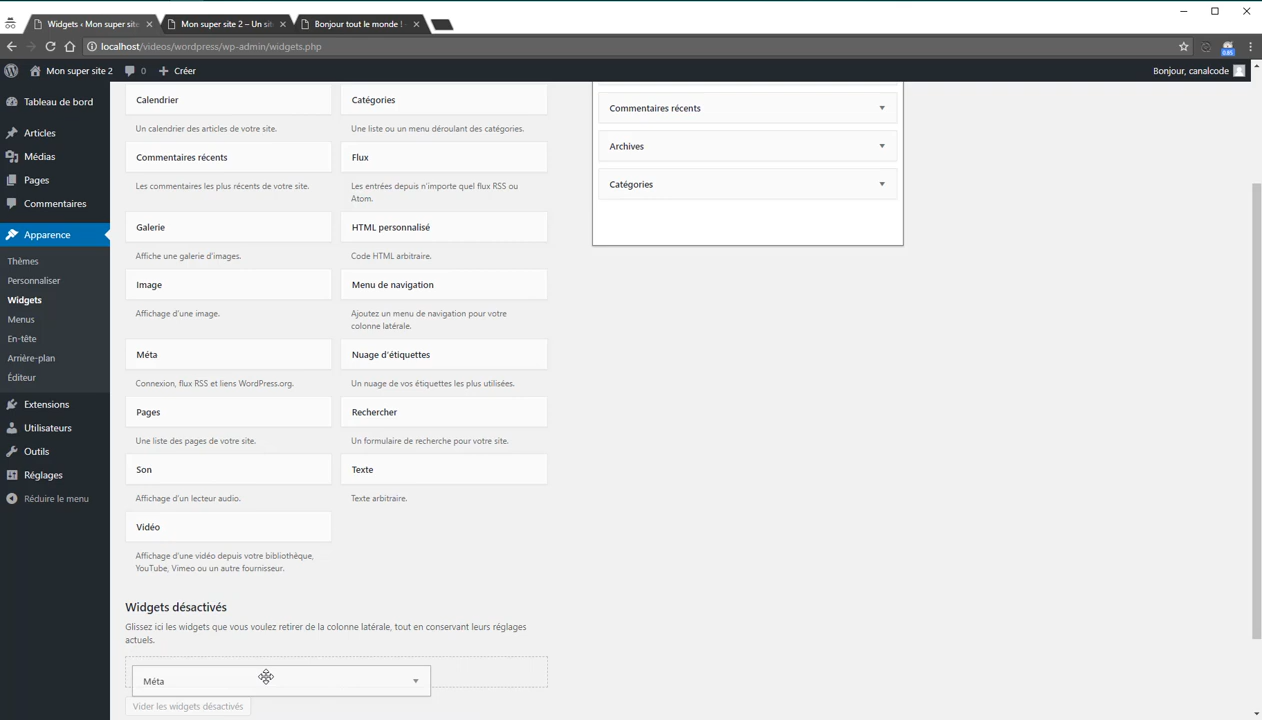 Widgets ‹ Mon super site
Mon super site 2 – Un sit
Bonjour tout le monde !
localhost/videos/wordpress/wp-admin/widgets.php
0.85
Mon super site 2
0
Créer
Bonjour, canalcode
Tableau de bord
Articles
Médias
Pages
Commentaires
Apparence
Thèmes
Personnaliser
Widgets
Menus
En-tête
Arrière-plan
Éditeur
Extensions
Utilisateurs
Outils
Réglages
Réduire le menu
Calendrier
Un calendrier des articles de votre site.
Catégories
Une liste ou un menu déroulant des catégories.
Commentaires récents
Les commentaires les plus récents de votre site.
Flux
Les entrées depuis n'importe quel flux RSS ou
Atom.
Galerie
Affiche une galerie d'images.
HTML personnalisé
Code HTML arbitraire.
Image
Affichage d'une image.
Menu de navigation
Ajoutez un menu de navigation pour votre
colonne latérale.
Méta
Connexion, flux RSS et liens WordPress.org.
Nuage d'étiquettes
Un nuage de vos étiquettes les plus utilisées.
Pages
Une liste des pages de votre site.
Rechercher
Un formulaire de recherche pour votre site.
Son
Affichage d'un lecteur audio.
Texte
Texte arbitraire.
Vidéo
Affichage d'une vidéo depuis votre bibliothèque,
YouTube, Vimeo ou un autre fournisseur.
Commentaires récents
Archives
Catégories
Widgets désactivés
Glissez ici les widgets que vous voulez retirer de la colonne latérale, tout en conservant leurs réglages
actuels.
Méta
Vider les widgets désactivés